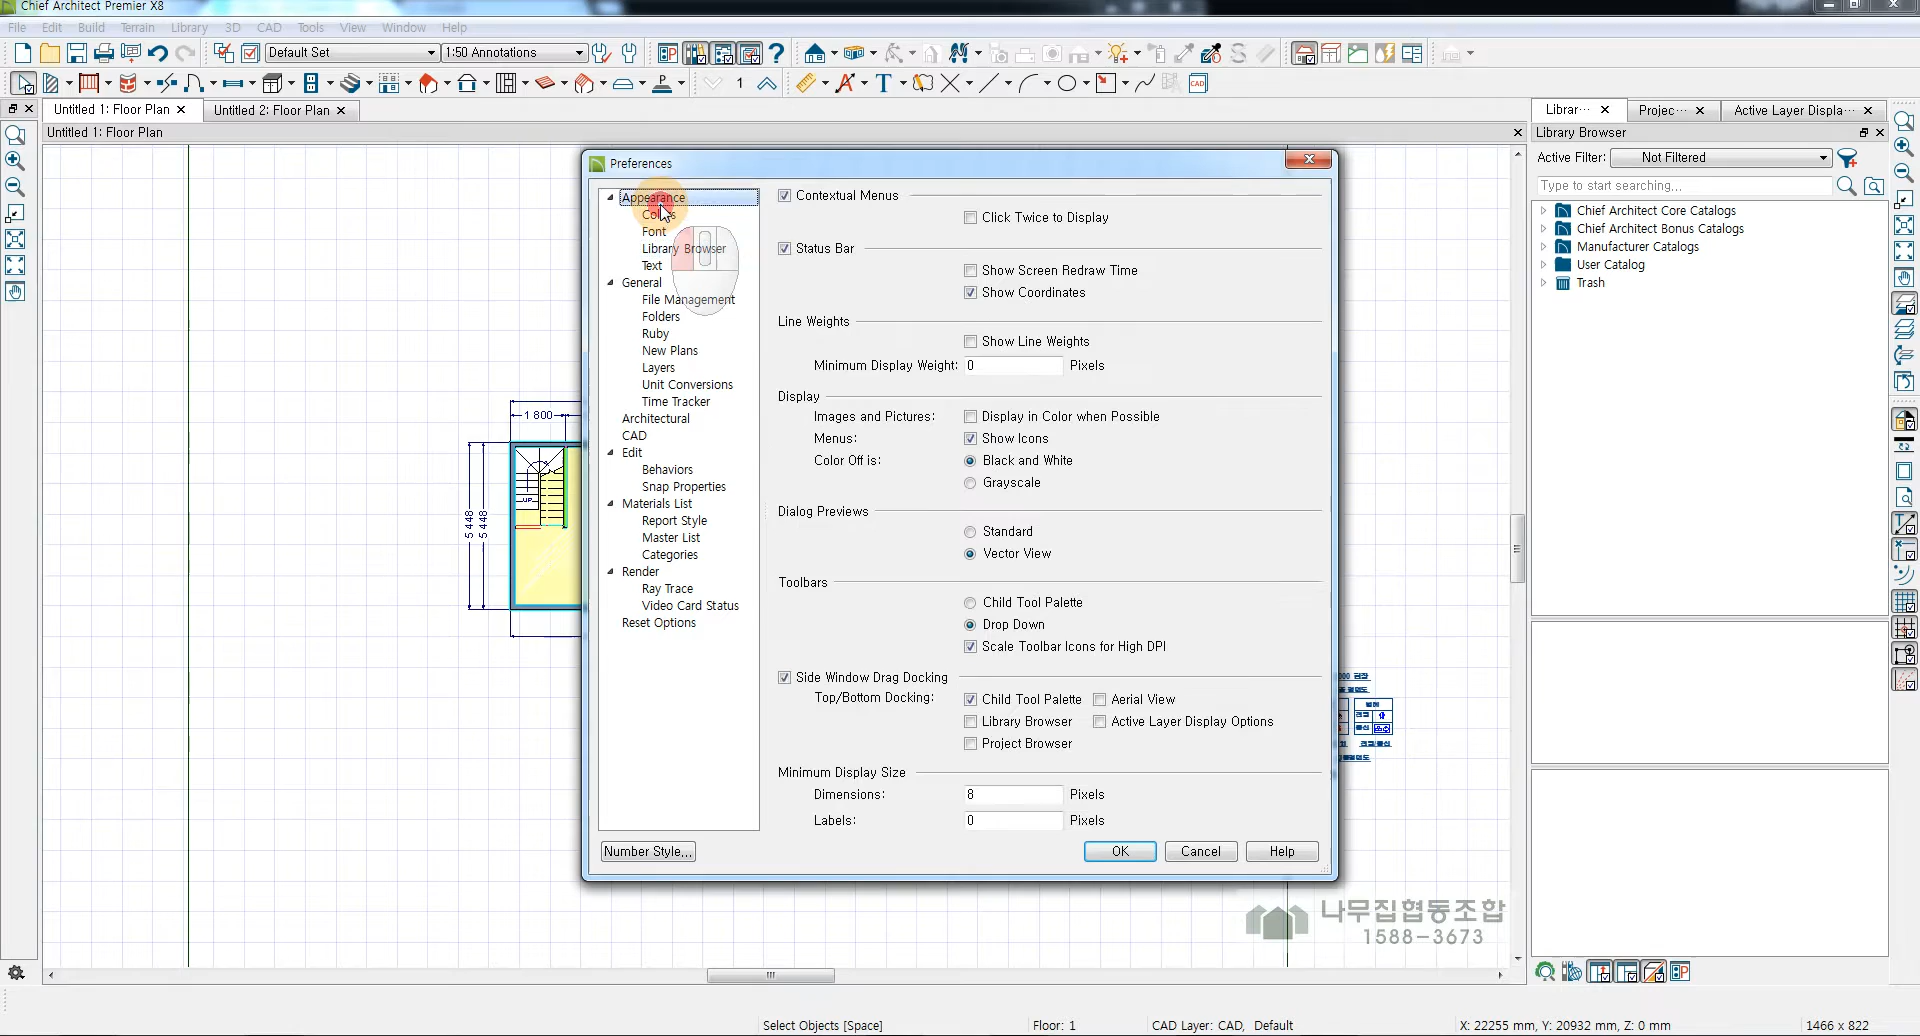 Chief Architect Premier X8
File Edit Build Terrain Library 3D CAD Tools View Window Help
Default Set 1:50 Annotations
1
Untitled 1: Floor Plan Untitled 2: Floor Plan
Untitled 1: Floor Plan
Preferences
Appearance
Font
Library Browser
Text
General
File Management
Folders
Ruby
New Plans
Layers
Unit Conversions
Time Tracker
Architectural
CAD
Edit
Behaviors
Snap Properties
Materials List
Report Style
Master List
Categories
Render
Ray Trace
Video Card Status
Reset Options
Contextual Menus
Click Twice to Display
Status Bar
Show Screen Redraw Time
Show Coordinates
Line Weights
Show Line Weights
Minimum Display Weight: 0 Pixels
Display
Images and Pictures: Display in Color when Possible
Menus: Show Icons
Color Off is: Black and White
Grayscale
Dialog Previews
Standard
Vector View
Toolbars
Child Tool Palette
Drop Down
Scale Toolbar Icons for High DPI
Side Window Drag Docking
Top/Bottom Docking: Child Tool Palette Aerial View
Library Browser Active Layer Display Options
Project Browser
Minimum Display Size
Dimensions: 8 Pixels
Labels: 0 Pixels
Number Style... OK Cancel Help
1 800
5 448
5 448
UP
Librar··· Projec··· Active Layer Displa···
Library Browser
Active Filter: Not Filtered
Type to start searching...
Chief Architect Core Catalogs
Chief Architect Bonus Catalogs
Manufacturer Catalogs
User Catalog
Trash
나무집협동조합
1588-3673
Select Objects [Space] Floor: 1 CAD Layer: CAD, Default X: 22255 mm, Y: 20932 mm, Z: 0 mm 1466 x 822